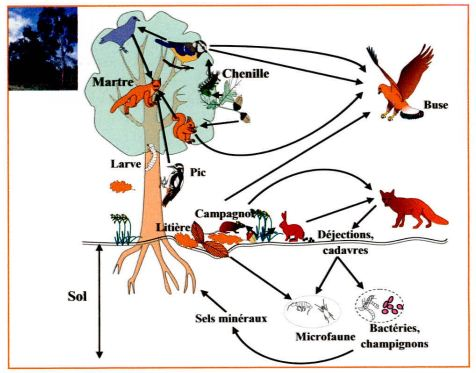 Chenille
Martre
Buse
Larve
Pic
Campagnol
Litière
Déjections,
cadavres
Sol
Sels minéraux
Microfaune
Bactéries,
champignons